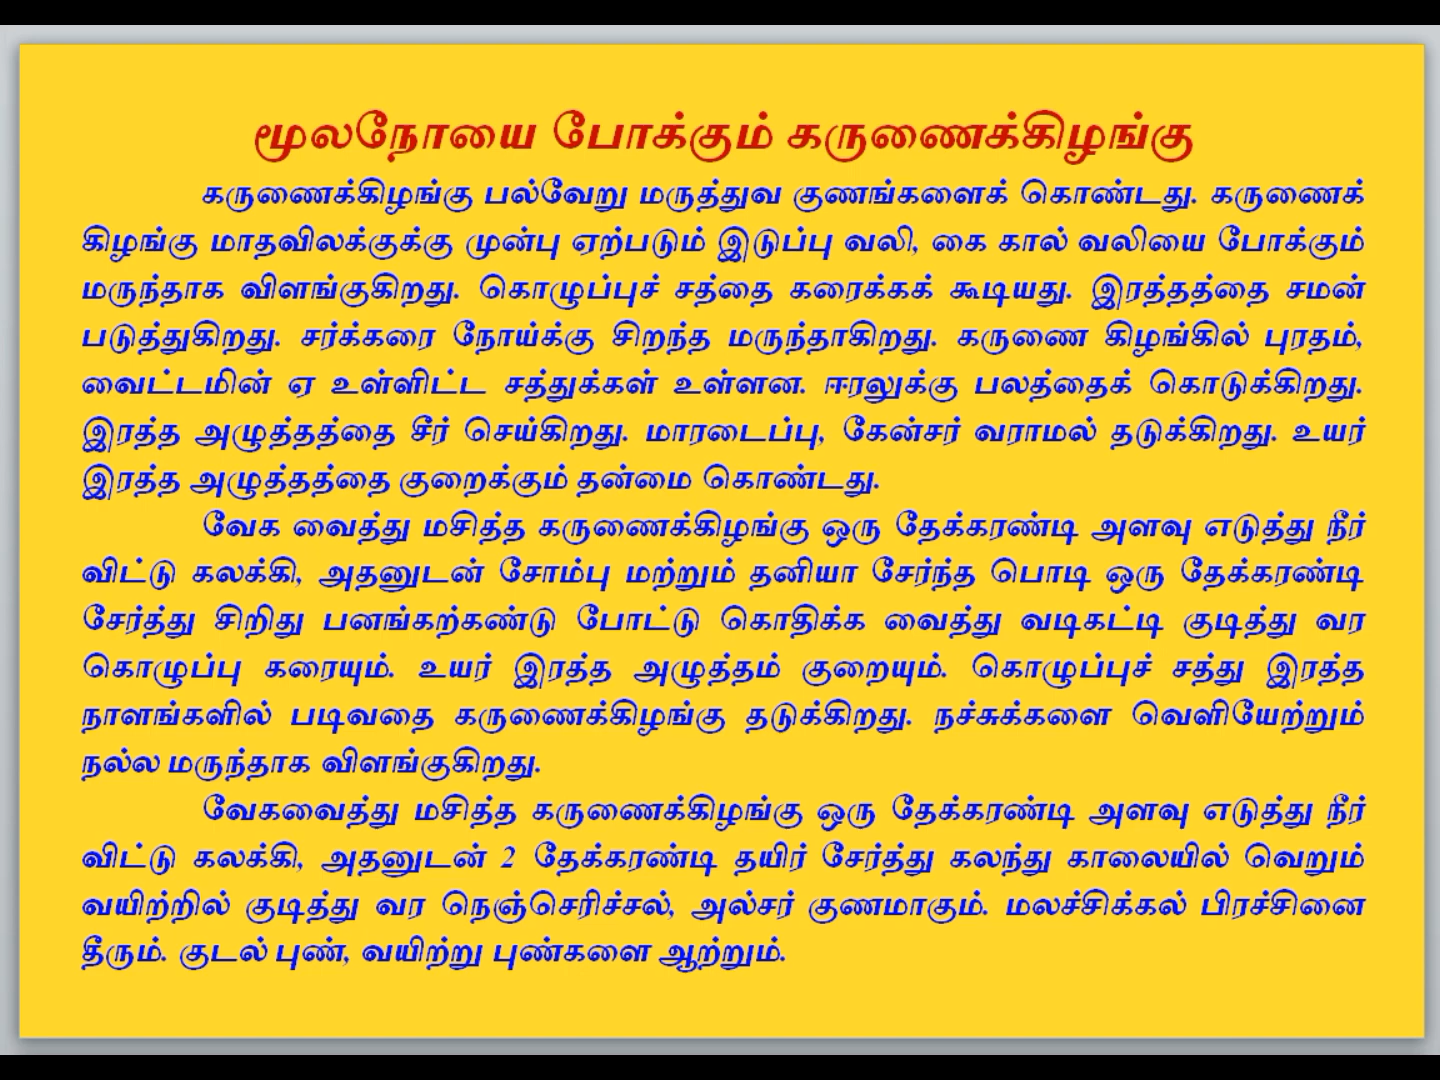 மூலநோயை போக்கும் கருணைக்கிழங்கு
கருணைக்கிழங்கு பல்வேறு மருத்துவ குணங்களைக் கொண்டது. கருணைக்
கிழங்கு மாதவிலக்குக்கு முன்பு ஏற்படும் இடுப்பு வலி, கை கால் வலியை போக்கும்
மருந்தாக விளங்குகிறது. கொழுப்புச் சத்தை கரைக்கக் கூடியது. இரத்தத்தை சமன்
படுத்துகிறது. சர்க்கரை நோய்க்கு சிறந்த மருந்தாகிறது. கருணை கிழங்கில் புரதம்,
வைட்டமின் ஏ உள்ளிட்ட சத்துக்கள் உள்ளன. ஈரலுக்கு பலத்தைக் கொடுக்கிறது.
இரத்த அழுத்தத்தை சீர் செய்கிறது. மாரடைப்பு, கேன்சர் வராமல் தடுக்கிறது. உயர்
இரத்த அழுத்தத்தை குறைக்கும் தன்மை கொண்டது.
வேக வைத்து மசித்த கருணைக்கிழங்கு ஒரு தேக்கரண்டி அளவு எடுத்து நீர்
விட்டு கலக்கி, அதனுடன் சோம்பு மற்றும் தனியா சேர்ந்த பொடி ஒரு தேக்கரண்டி
சேர்த்து சிறிது பனங்கற்கண்டு போட்டு கொதிக்க வைத்து வடிகட்டி குடித்து வர
கொழுப்பு கரையும். உயர் இரத்த அழுத்தம் குறையும். கொழுப்புச் சத்து இரத்த
நாளங்களில் படிவதை கருணைக்கிழங்கு தடுக்கிறது. நச்சுக்களை வெளியேற்றும்
நல்ல மருந்தாக விளங்குகிறது.
வேகவைத்து மசித்த கருணைக்கிழங்கு ஒரு தேக்கரண்டி அளவு எடுத்து நீர்
விட்டு கலக்கி, அதனுடன் 2 தேக்கரண்டி தயிர் சேர்த்து கலந்து காலையில் வெறும்
வயிற்றில் குடித்து வர நெஞ்செரிச்சல், அல்சர் குணமாகும். மலச்சிக்கல் பிரச்சினை
தீரும். குடல் புண், வயிற்று புண்களை ஆற்றும்.